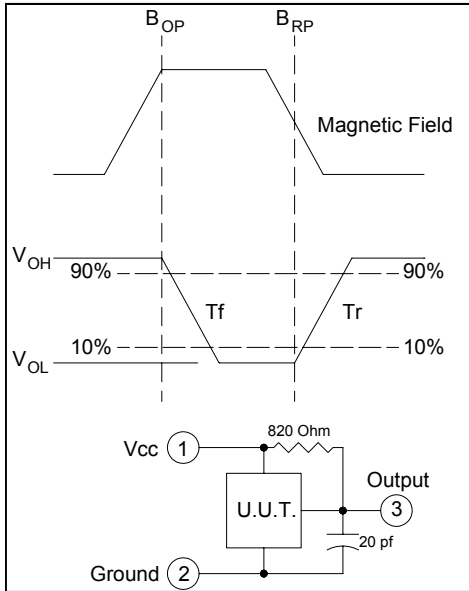 B_OP B_RP
Magnetic Field
V_OH
90% 90%
Tf Tr
10% 10%
V_OL
820 Ohm
Vcc 1
Output
U.U.T. 3
20 pf
Ground 2